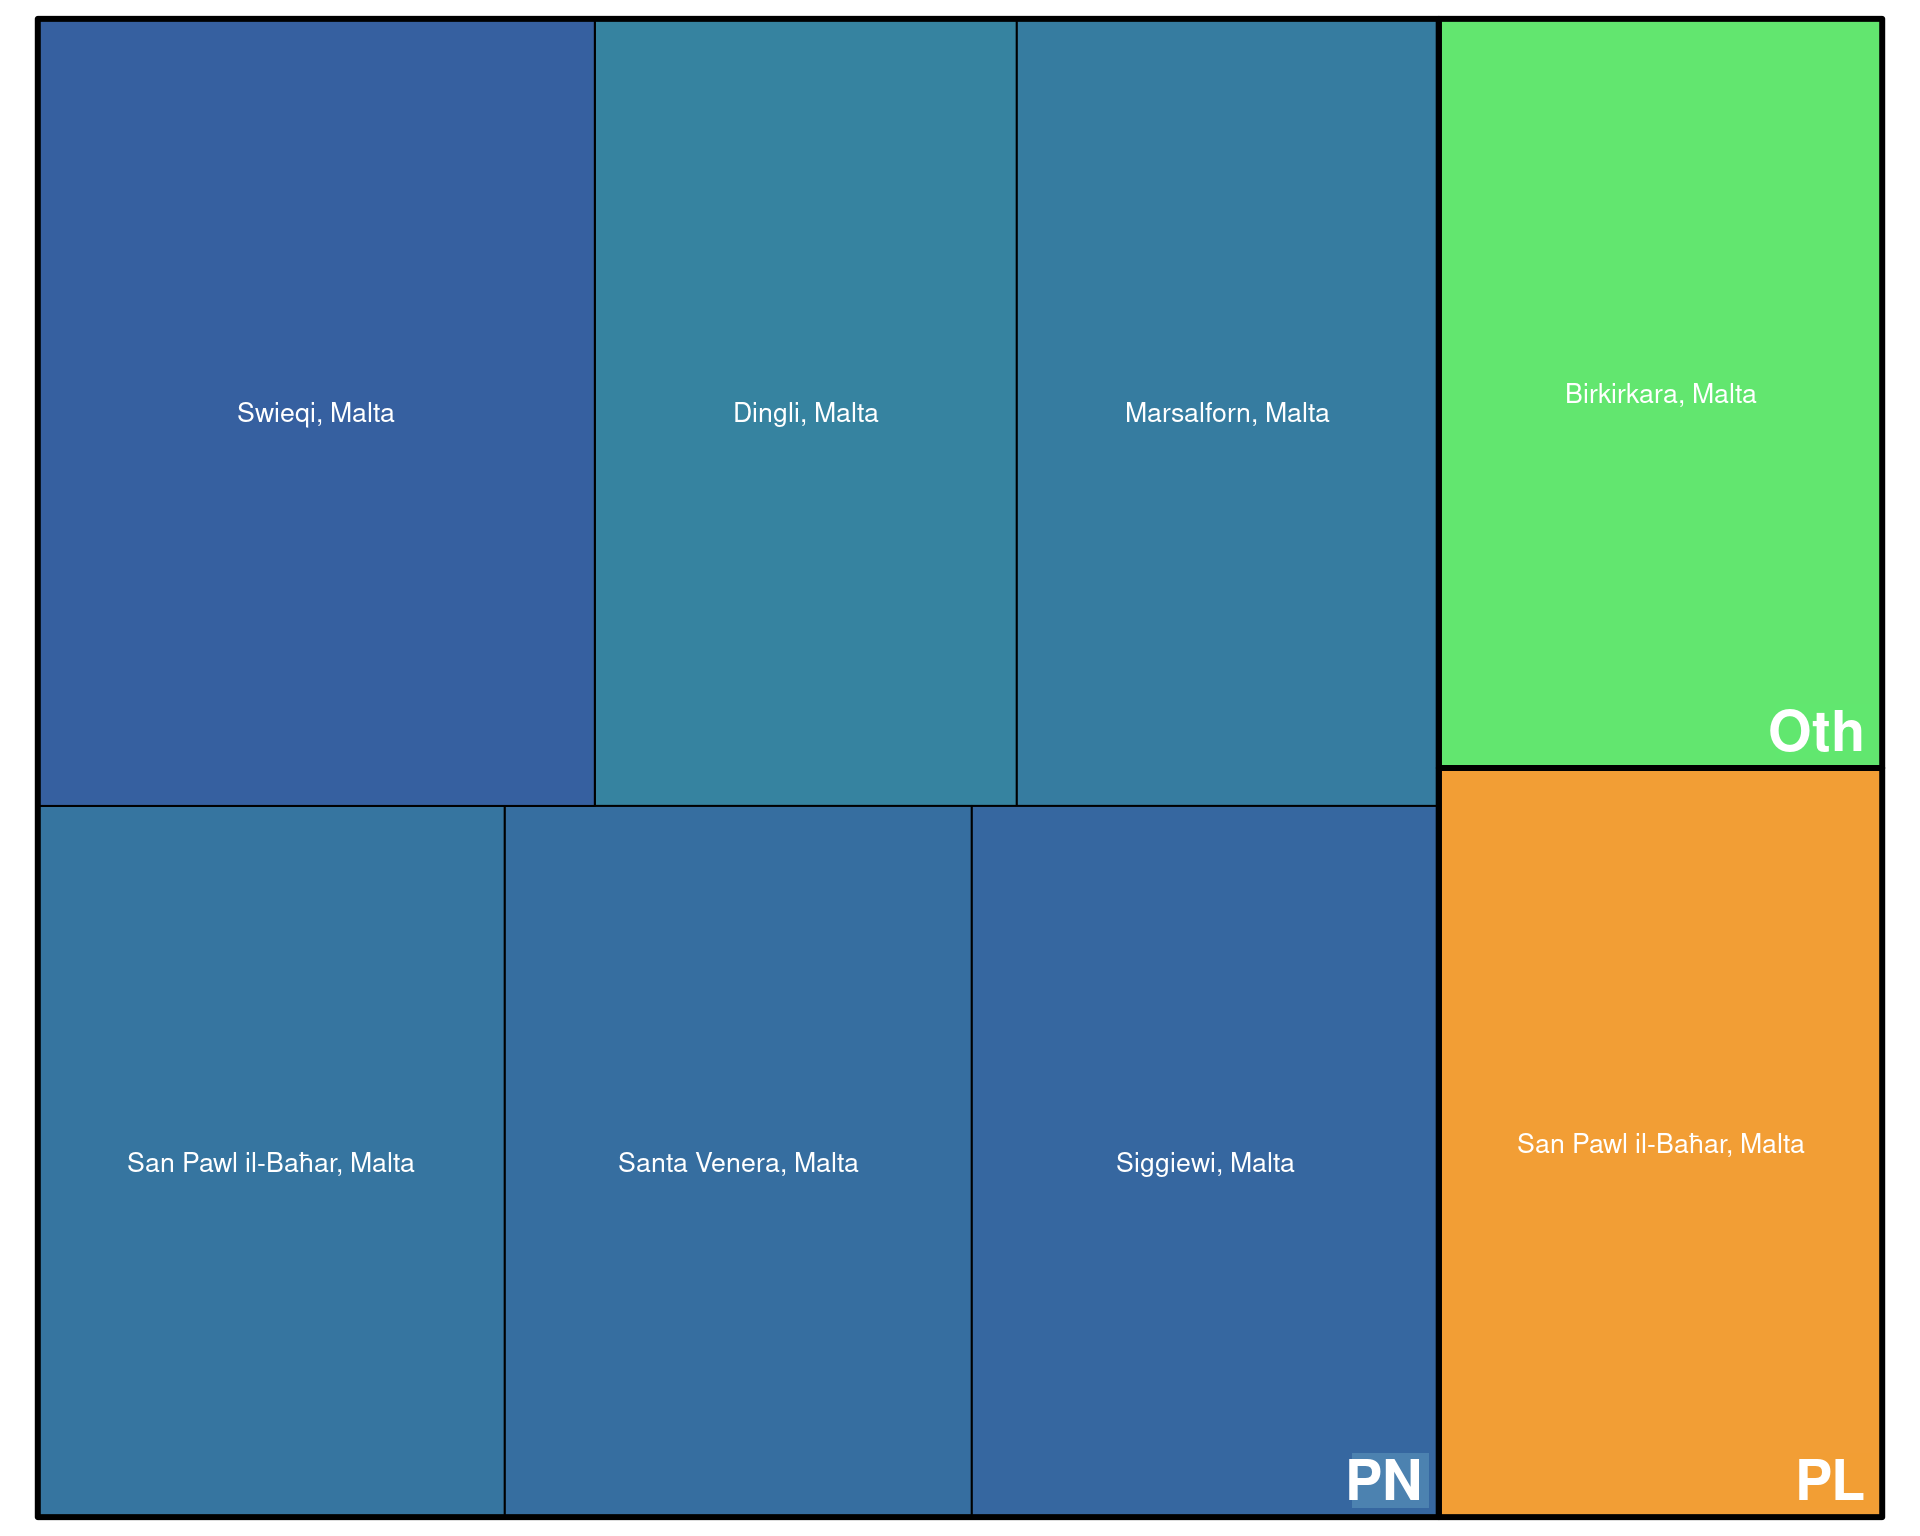 Swieqi, Malta
Dingli, Malta
Marsalforn, Malta
Birkirkara, Malta
Oth
San Pawl il-Baħar, Malta
Santa Venera, Malta
Siggiewi, Malta
PN
San Pawl il-Baħar, Malta
PL